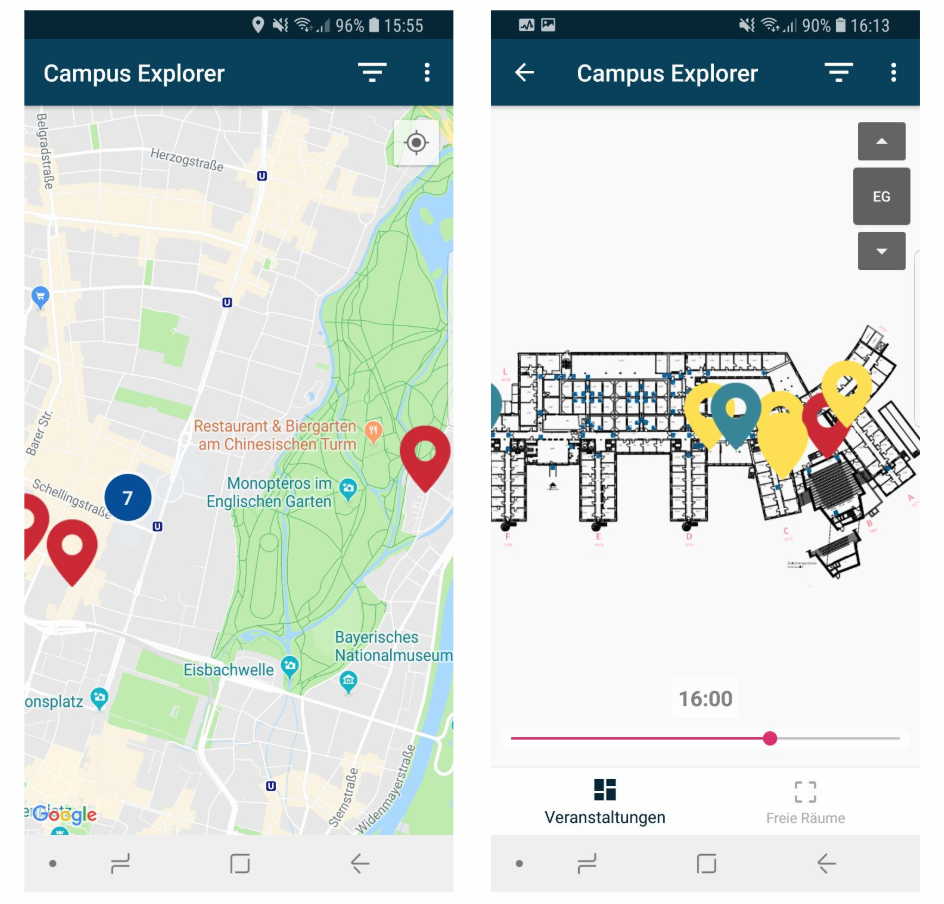 96% 15:55
Campus Explorer
Belgradstraße
Herzogstraße
Barer Str.
Restaurant & Biergarten
am Chinesischen Turm
Monopteros im
Englischen Garten
Schellingstraße
7
U
U
U
U
Bayerisches
Nationalmuseum
Eisbachwelle
onsplatz
Sternstraße
Widenmayerstraße
Google
90% 16:13
Campus Explorer
EG
L
A
B
C
D
E
F
16:00
Veranstaltungen
Freie Räume